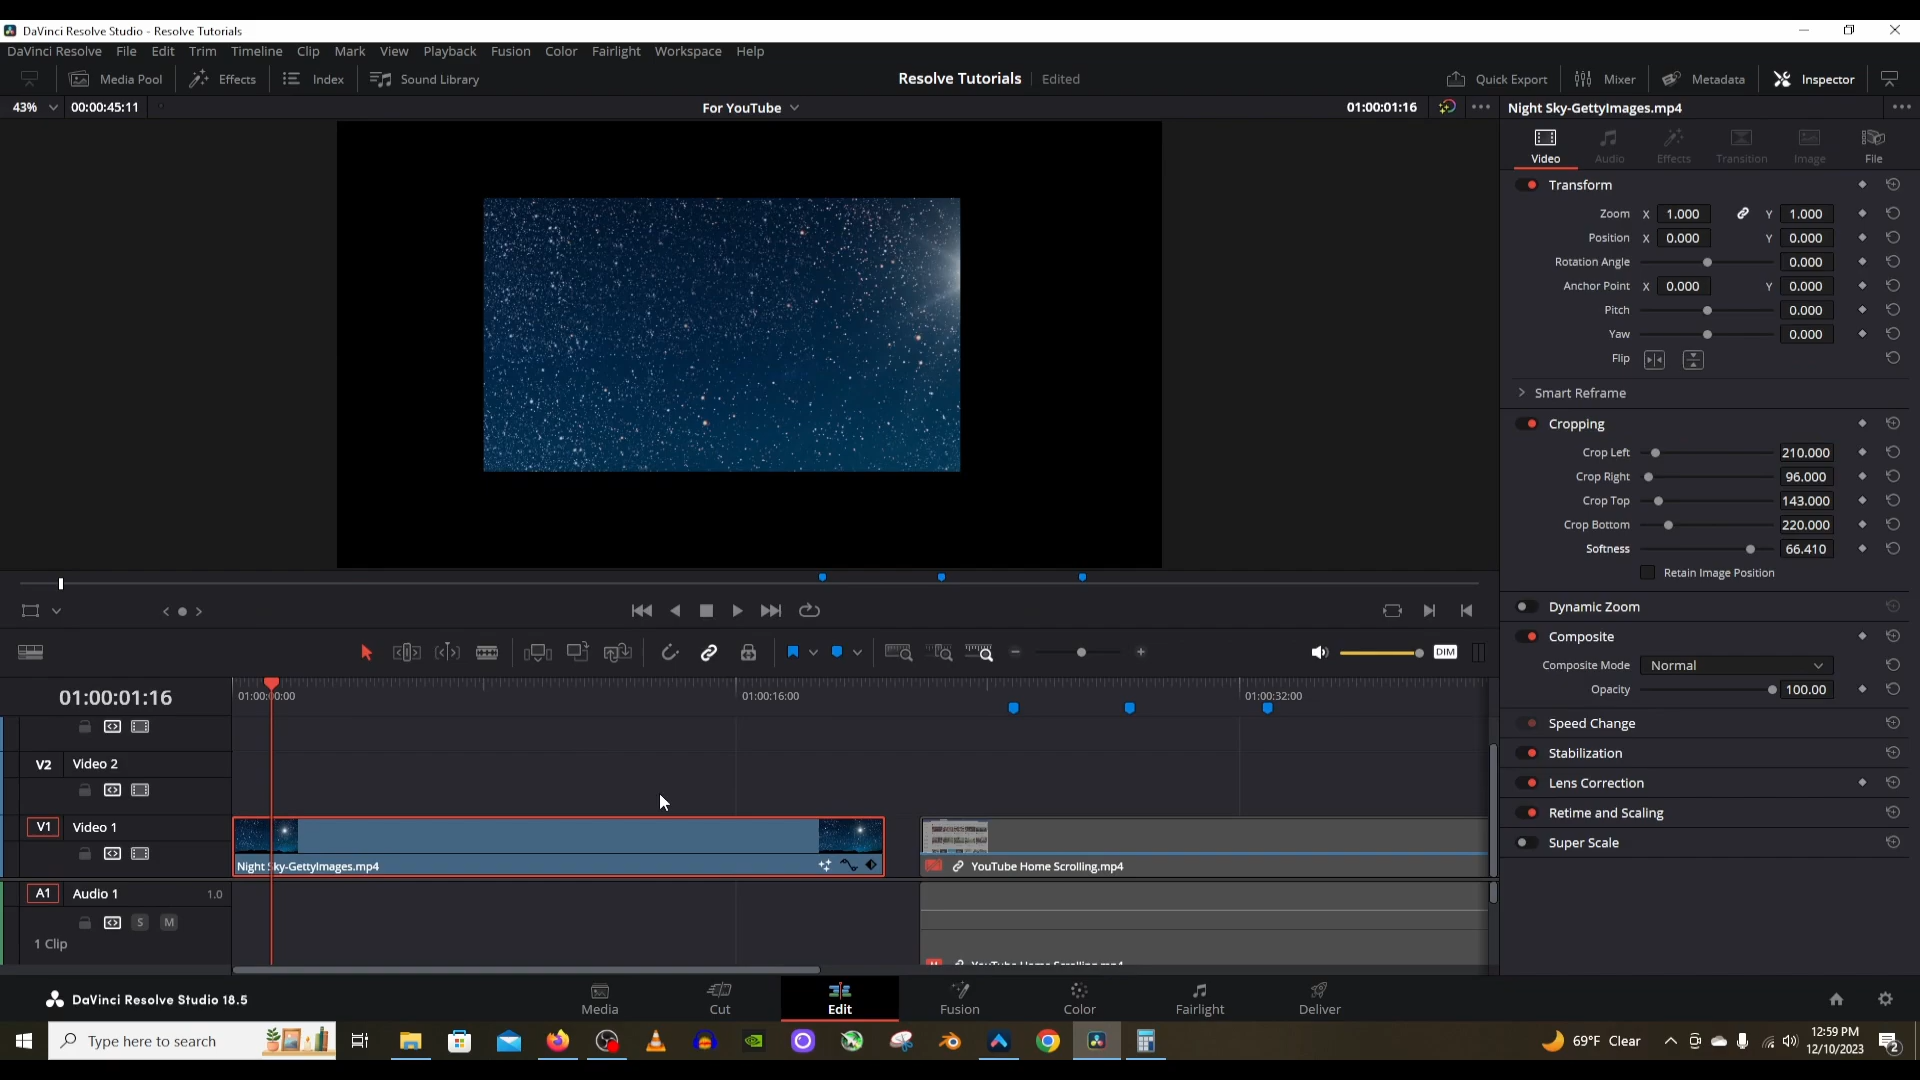 DaVinci Resolve Studio - Resolve Tutorials
DaVinci Resolve File Edit Trim Timeline Clip Mark View Playback Fusion Color Fairlight Workspace Help
Media Pool Effects Index Sound Library Resolve Tutorials Edited Quick Export Mixer Metadata Inspector
43% 00:00:45:11 For YouTube 01:00:01:16 Night Sky-GettyImages.mp4
Video Audio Effects Transition Image File
Transform
Zoom X 1.000 Y 1.000
Position X 0.000 Y 0.000
Rotation Angle 0.000
Anchor Point X 0.000 Y 0.000
Pitch 0.000
Yaw 0.000
Flip
Smart Reframe
Cropping
Crop Left 210.000
Crop Right 96.000
Crop Top 143.000
Crop Bottom 220.000
Softness 66.410
Retain Image Position
Dynamic Zoom
Composite
Composite Mode Normal
Opacity 100.00
Speed Change
Stabilization
Lens Correction
Retime and Scaling
Super Scale
DIM
01:00:01:16 01:00:00:00 01:00:16:00 01:00:32:00
V2 Video 2
V1 Video 1
Night Sky-GettyImages.mp4 YouTube Home Scrolling.mp4
A1 Audio 1 1.0
S M
1 Clip
YouTube Home Scrolling.mp4
DaVinci Resolve Studio 18.5 Media Cut Edit Fusion Color Fairlight Deliver
Type here to search 69°F Clear 12:59 PM
12/10/2023 2